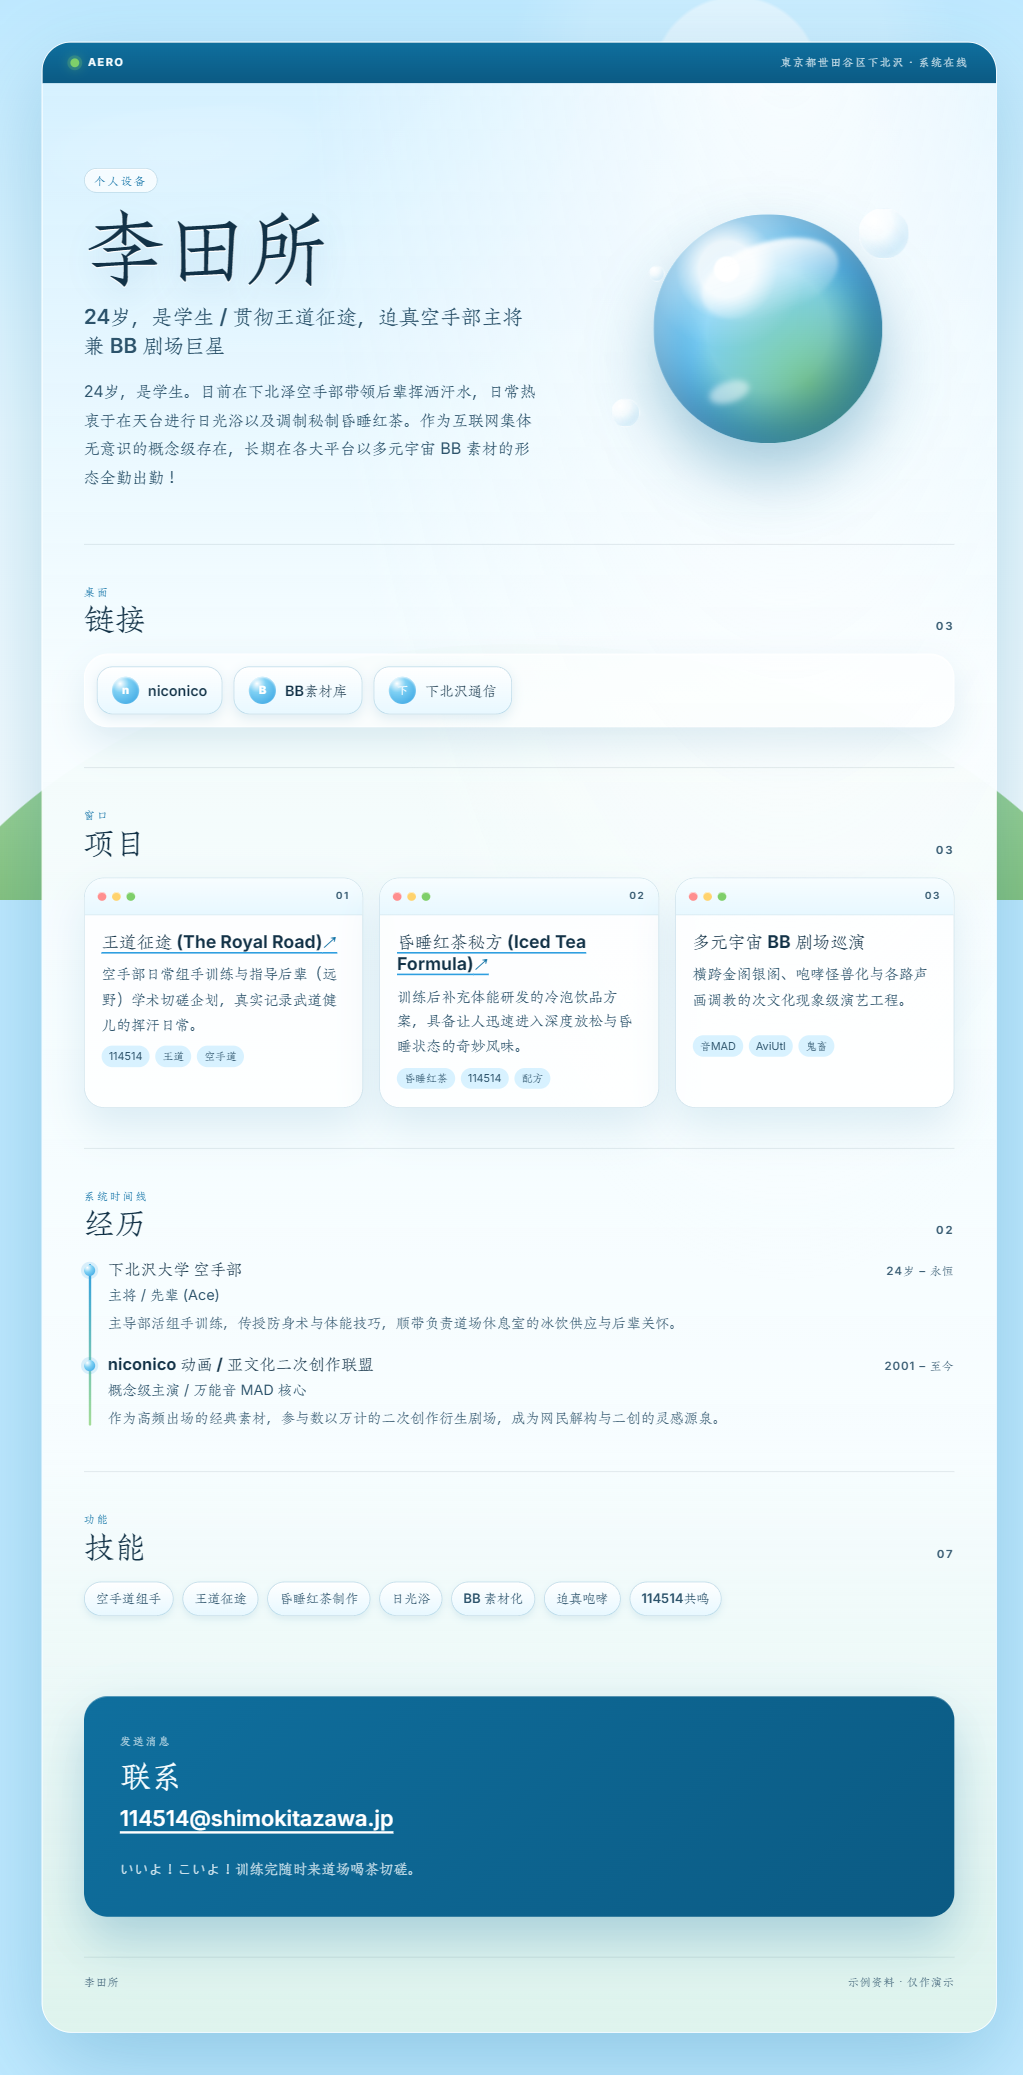 AERO
東京都世田谷区下北沢 · 系统在线
个人设备
李田所
24岁，是学生 / 贯彻王道征途，迫真空手部主将
兼 BB 剧场巨星
24岁，是学生。目前在下北泽空手部带领后辈挥洒汗水，日常热
衷于在天台进行日光浴以及调制秘制昏睡红茶。作为互联网集体
无意识的概念级存在，长期在各大平台以多元宇宙 BB 素材的形
态全勤出勤！
桌面
链接
03
n niconico
B BB素材库
下 下北沢通信
窗口
项目
03
01
王道征途 (The Royal Road)↗
空手部日常组手训练与指导后辈（远
野）学术切磋企划，真实记录武道健
儿的挥汗日常。
114514 王道 空手道
02
昏睡红茶秘方 (Iced Tea
Formula)↗
训练后补充体能研发的冷泡饮品方
案，具备让人迅速进入深度放松与昏
睡状态的奇妙风味。
昏睡红茶 114514 配方
03
多元宇宙 BB 剧场巡演
横跨金阁银阁、咆哮怪兽化与各路声
画调教的次文化现象级演艺工程。
音MAD AviUtl 鬼畜
系统时间线
经历
02
下北沢大学 空手部
24岁 – 永恒
主将 / 先輩 (Ace)
主导部活组手训练，传授防身术与体能技巧，顺带负责道场休息室的冰饮供应与后辈关怀。
niconico 动画 / 亚文化二次创作联盟
2001 – 至今
概念级主演 / 万能音 MAD 核心
作为高频出场的经典素材，参与数以万计的二次创作衍生剧场，成为网民解构与二创的灵感源泉。
功能
技能
07
空手道组手 王道征途 昏睡红茶制作 日光浴 BB 素材化 迫真咆哮 114514共鸣
发送消息
联系
114514@shimokitazawa.jp
いいよ！こいよ！训练完随时来道场喝茶切磋。
李田所
示例资料 · 仅作演示